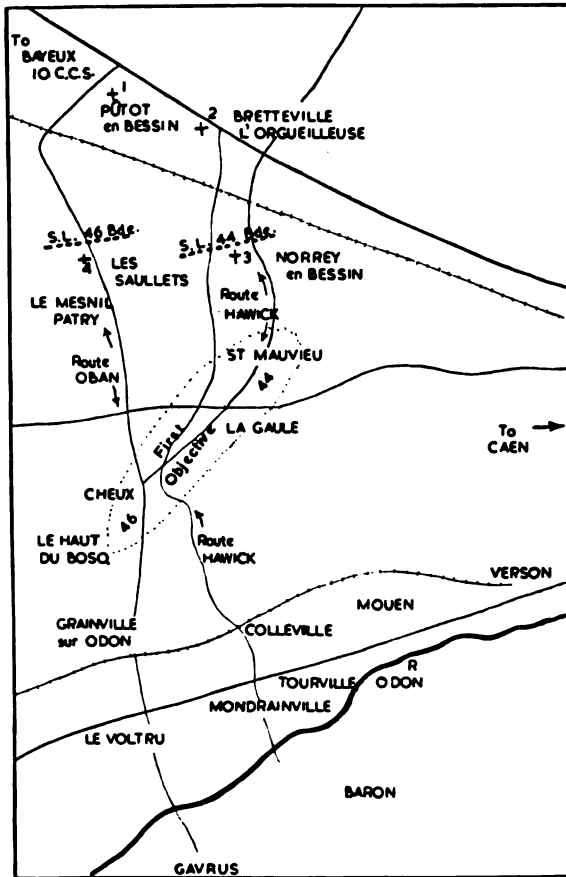 To
BAYEUX
10 C.C.S.
1
PUTOT
en BESSIN
2
BRETTEVILLE
L'ORGUEILLEUSE
S.L. 46 Bde.
S.L. 44 Bde.
4
LES
SAULLETS
3
NORREY
en BESSIN
LE MESNIL
PATRY
Route
HAWICK
Route
OBAN
ST MAUVIEU
44
First
Objective
LA GAULE
To
CAEN
CHEUX
46
LE HAUT
DU BOSQ
Route
HAWICK
VERSON
MOUEN
GRAINVILLE
sur ODON
COLLEVILLE
R
TOURVILLE ODON
MONDRAINVILLE
LE VOLTRU
BARON
GAVRUS